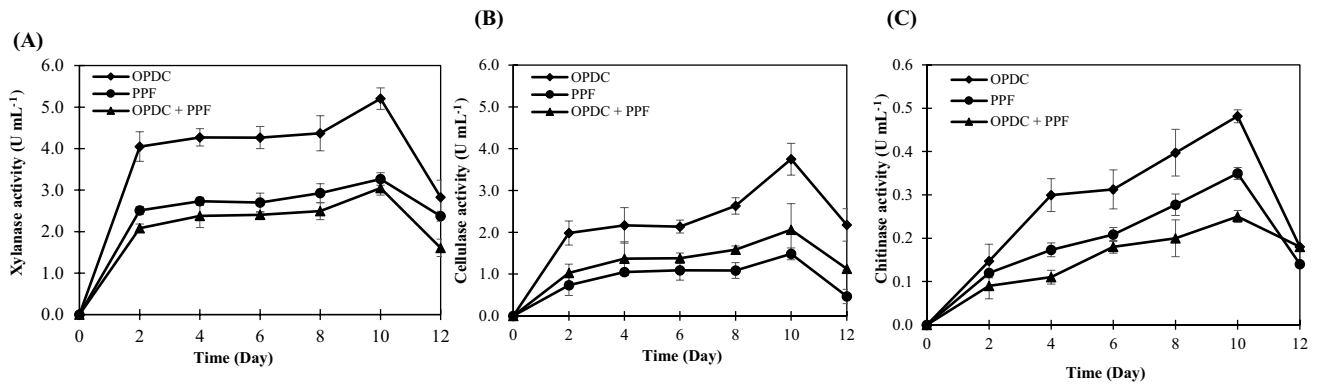 (A)
Xylanase activity (U mL-1)
6.0
5.0
4.0
3.0
2.0
1.0
0.0
OPDC
PPF
OPDC + PPF
0 2 4 6 8 10 12
Time (Day)
(B)
Cellulase activity (U mL-1)
6.0
5.0
4.0
3.0
2.0
1.0
0.0
OPDC
PPF
OPDC + PPF
0 2 4 6 8 10 12
Time (Day)
(C)
Chitinase activity (U mL-1)
0.6
0.5
0.4
0.3
0.2
0.1
0.0
OPDC
PPF
OPDC + PPF
0 2 4 6 8 10 12
Time (Day)